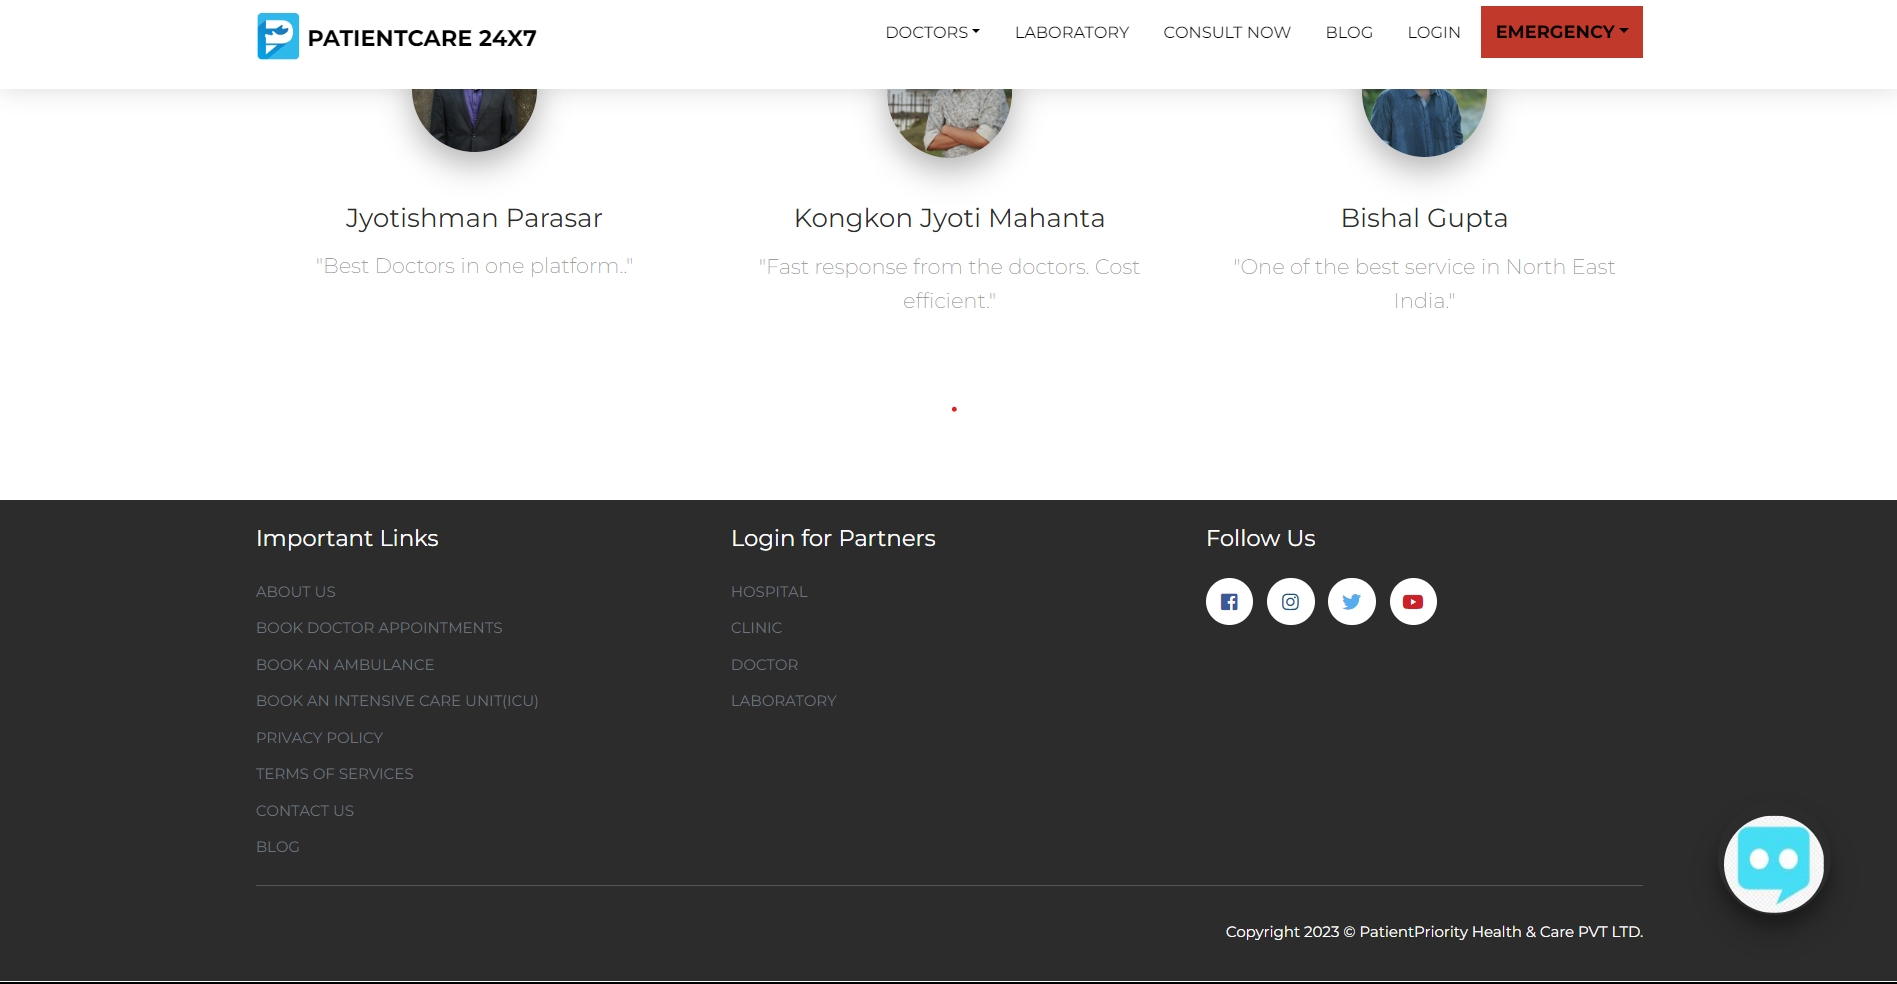 PATIENTCARE 24X7
DOCTORS
LABORATORY
CONSULT NOW
BLOG
LOGIN
EMERGENCY
Jyotishman Parasar
"Best Doctors in one platform.."
Kongkon Jyoti Mahanta
"Fast response from the doctors. Cost
efficient."
Bishal Gupta
"One of the best service in North East
India."
Important Links
ABOUT US
BOOK DOCTOR APPOINTMENTS
BOOK AN AMBULANCE
BOOK AN INTENSIVE CARE UNIT(ICU)
PRIVACY POLICY
TERMS OF SERVICES
CONTACT US
BLOG
Login for Partners
HOSPITAL
CLINIC
DOCTOR
LABORATORY
Follow Us
Copyright 2023 © PatientPriority Health & Care PVT LTD.